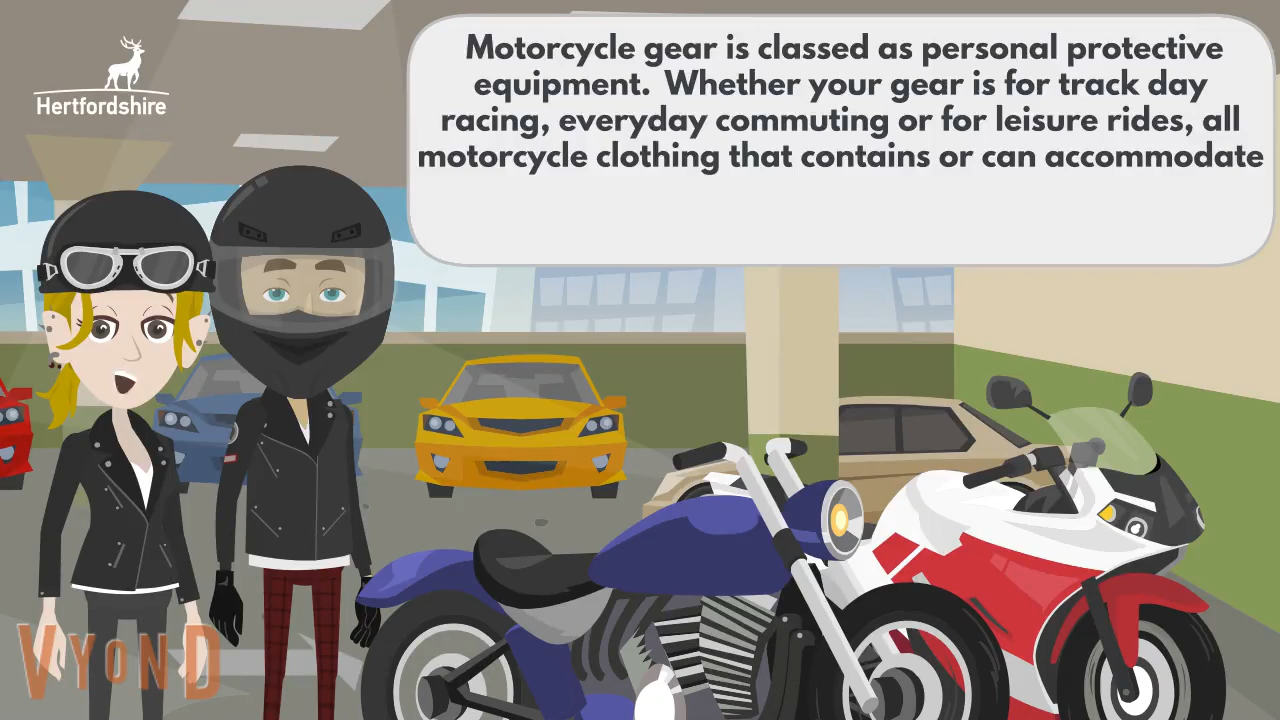 Hertfordshire
Motorcycle gear is classed as personal protective
equipment.  Whether your gear is for track day
racing, everyday commuting or for leisure rides, all
motorcycle clothing that contains or can accommodate
VYOND